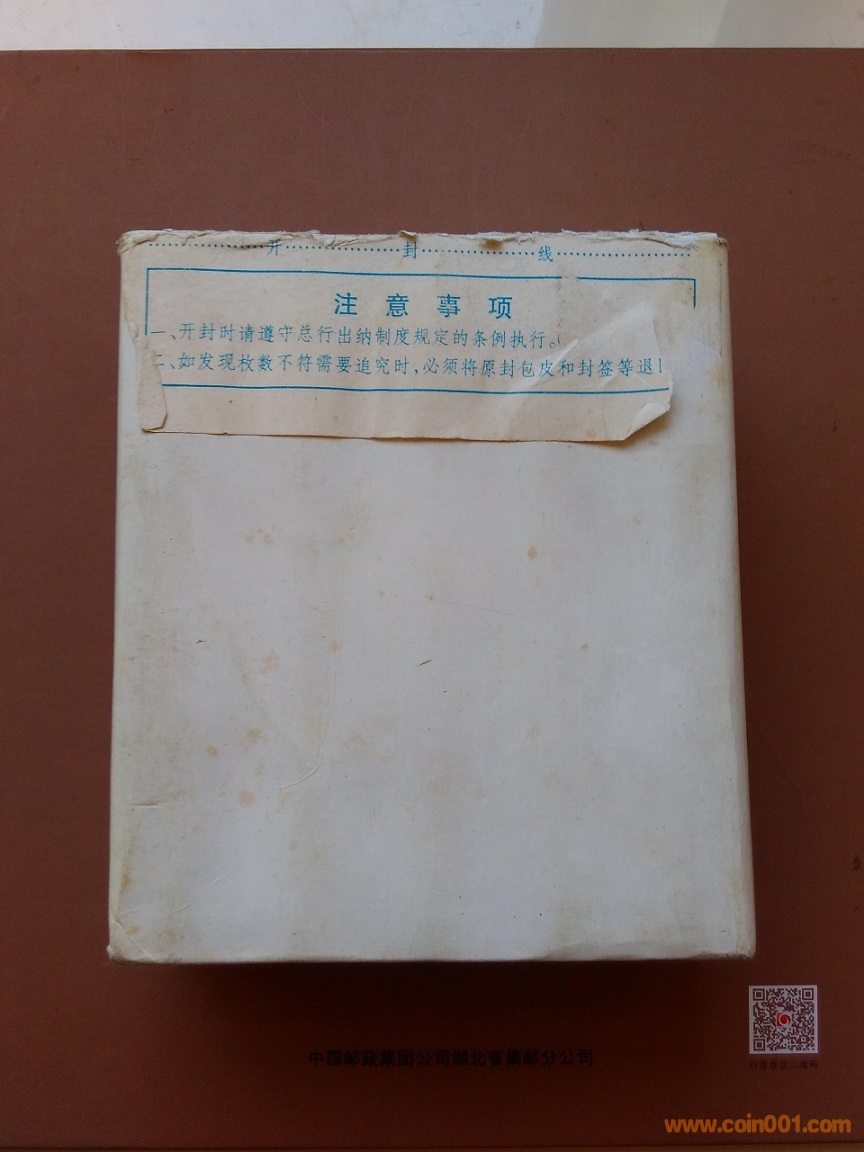 开封线
注意事项
一、开封时请遵守总行出纳制度规定的条例执行。
二、如发现枚数不符需要追究时,必须将原封包皮和封签等退
中国邮政集团公司湖北省集邮分公司
www.coin001.com